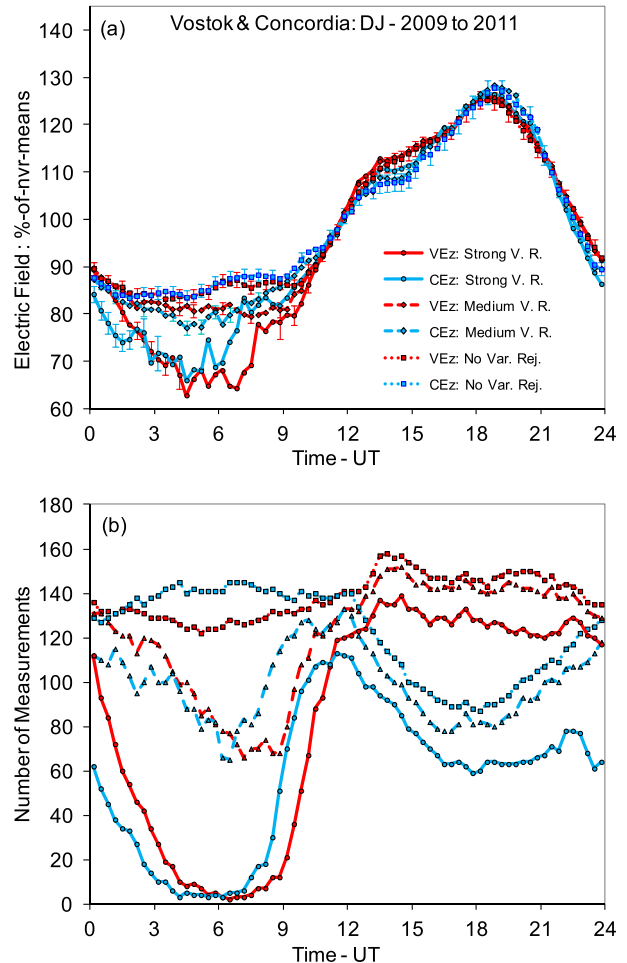 Vostok & Concordia: DJ - 2009 to 2011
(a)
Electric Field : %-of-nvr-means
140
130
120
110
100
90
80
70
60
VEz: Strong V. R.
CEz: Strong V. R.
VEz: Medium V. R.
CEz: Medium V. R.
VEz: No Var. Rej.
CEz: No Var. Rej.
0 3 6 9 12 15 18 21 24
Time - UT
(b)
Number of Measurements
180
160
140
120
100
80
60
40
20
0
0 3 6 9 12 15 18 21 24
Time - UT